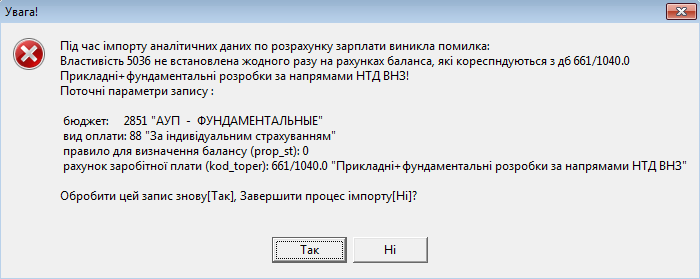 Увага!
Під час імпорту аналітичних даних по розрахунку зарплати виникла помилка:
Властивість 5036 не встановлена жодного разу на рахунках баланса, які кореспндуються з дб 661/1040.0
Прикладні+фундаментальні розробки за напрямами НТД ВНЗ!
Поточні параметри запису :
бюджет: 2851 "АУП - ФУНДАМЕНТАЛЬНЫЕ"
вид оплати: 88 "За індивідуальним страхуванням"
правило для визначення балансу (prop_st): 0
рахунок заробітної плати (kod_toper): 661/1040.0 "Прикладні+фундаментальні розробки за напрямами НТД ВНЗ"
Обробити цей запис знову[Так], Завершити процес імпорту[Ні]?
Так
Ні